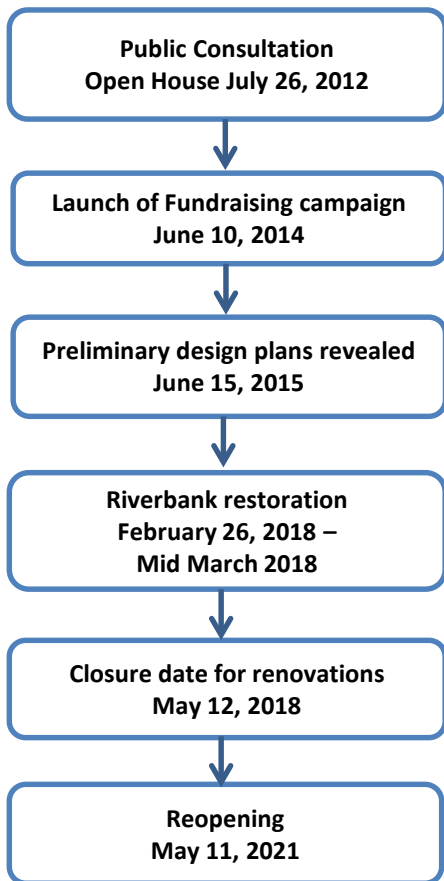 Public Consultation
Open House July 26, 2012
Launch of Fundraising campaign
June 10, 2014
Preliminary design plans revealed
June 15, 2015
Riverbank restoration
February 26, 2018 –
Mid March 2018
Closure date for renovations
May 12, 2018
Reopening
May 11, 2021